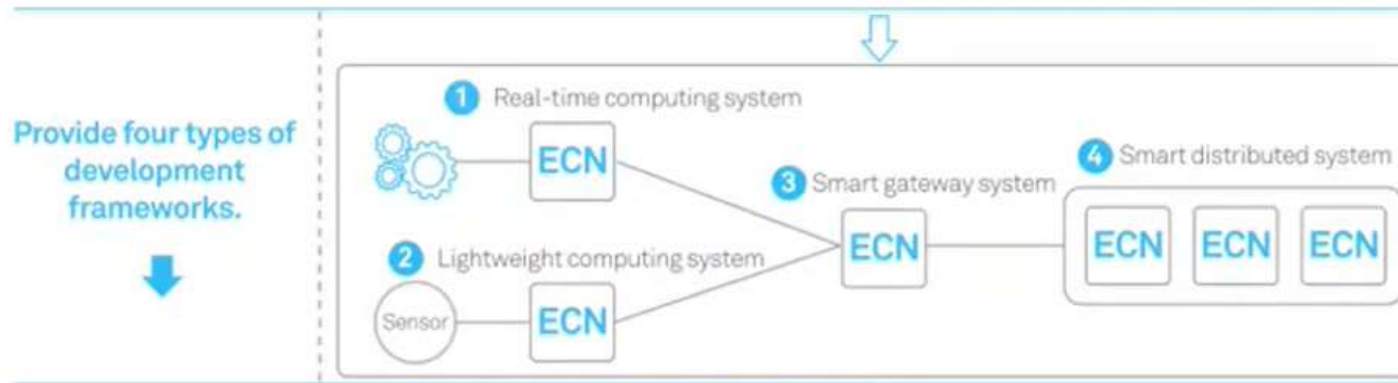 Provide four types of
development
frameworks.
1 Real-time computing system
ECN
2 Lightweight computing system
Sensor
ECN
3 Smart gateway system
ECN
4 Smart distributed system
ECN ECN ECN